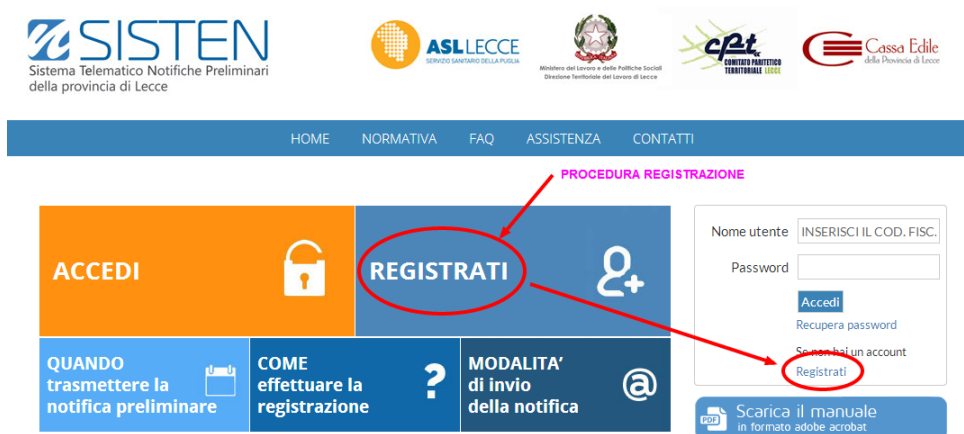 SISTEN
Sistema Telematico Notifiche Preliminari
della provincia di Lecce
ASL LECCE
SERVIZIO SANITARIO DELLA PUGLIA
Ministero del Lavoro e delle Politiche Sociali
Direzione Territoriale del Lavoro di Lecce
cpt
COMITATO PARITETICO
TERRITORIALE LECCE
Cassa Edile
della Provincia di Lecce
HOME NORMATIVA FAQ ASSISTENZA CONTATTI
PROCEDURA REGISTRAZIONE
ACCEDI
REGISTRATI
Nome utente INSERISCI IL COD. FISC.
Password
Accedi
Recupera password
Se non hai un account
Registrati
QUANDO
trasmettere la
notifica preliminare
COME
effettuare la
registrazione
?
MODALITA’
di invio
della notifica
@
PDF
Scarica il manuale
in formato adobe acrobat